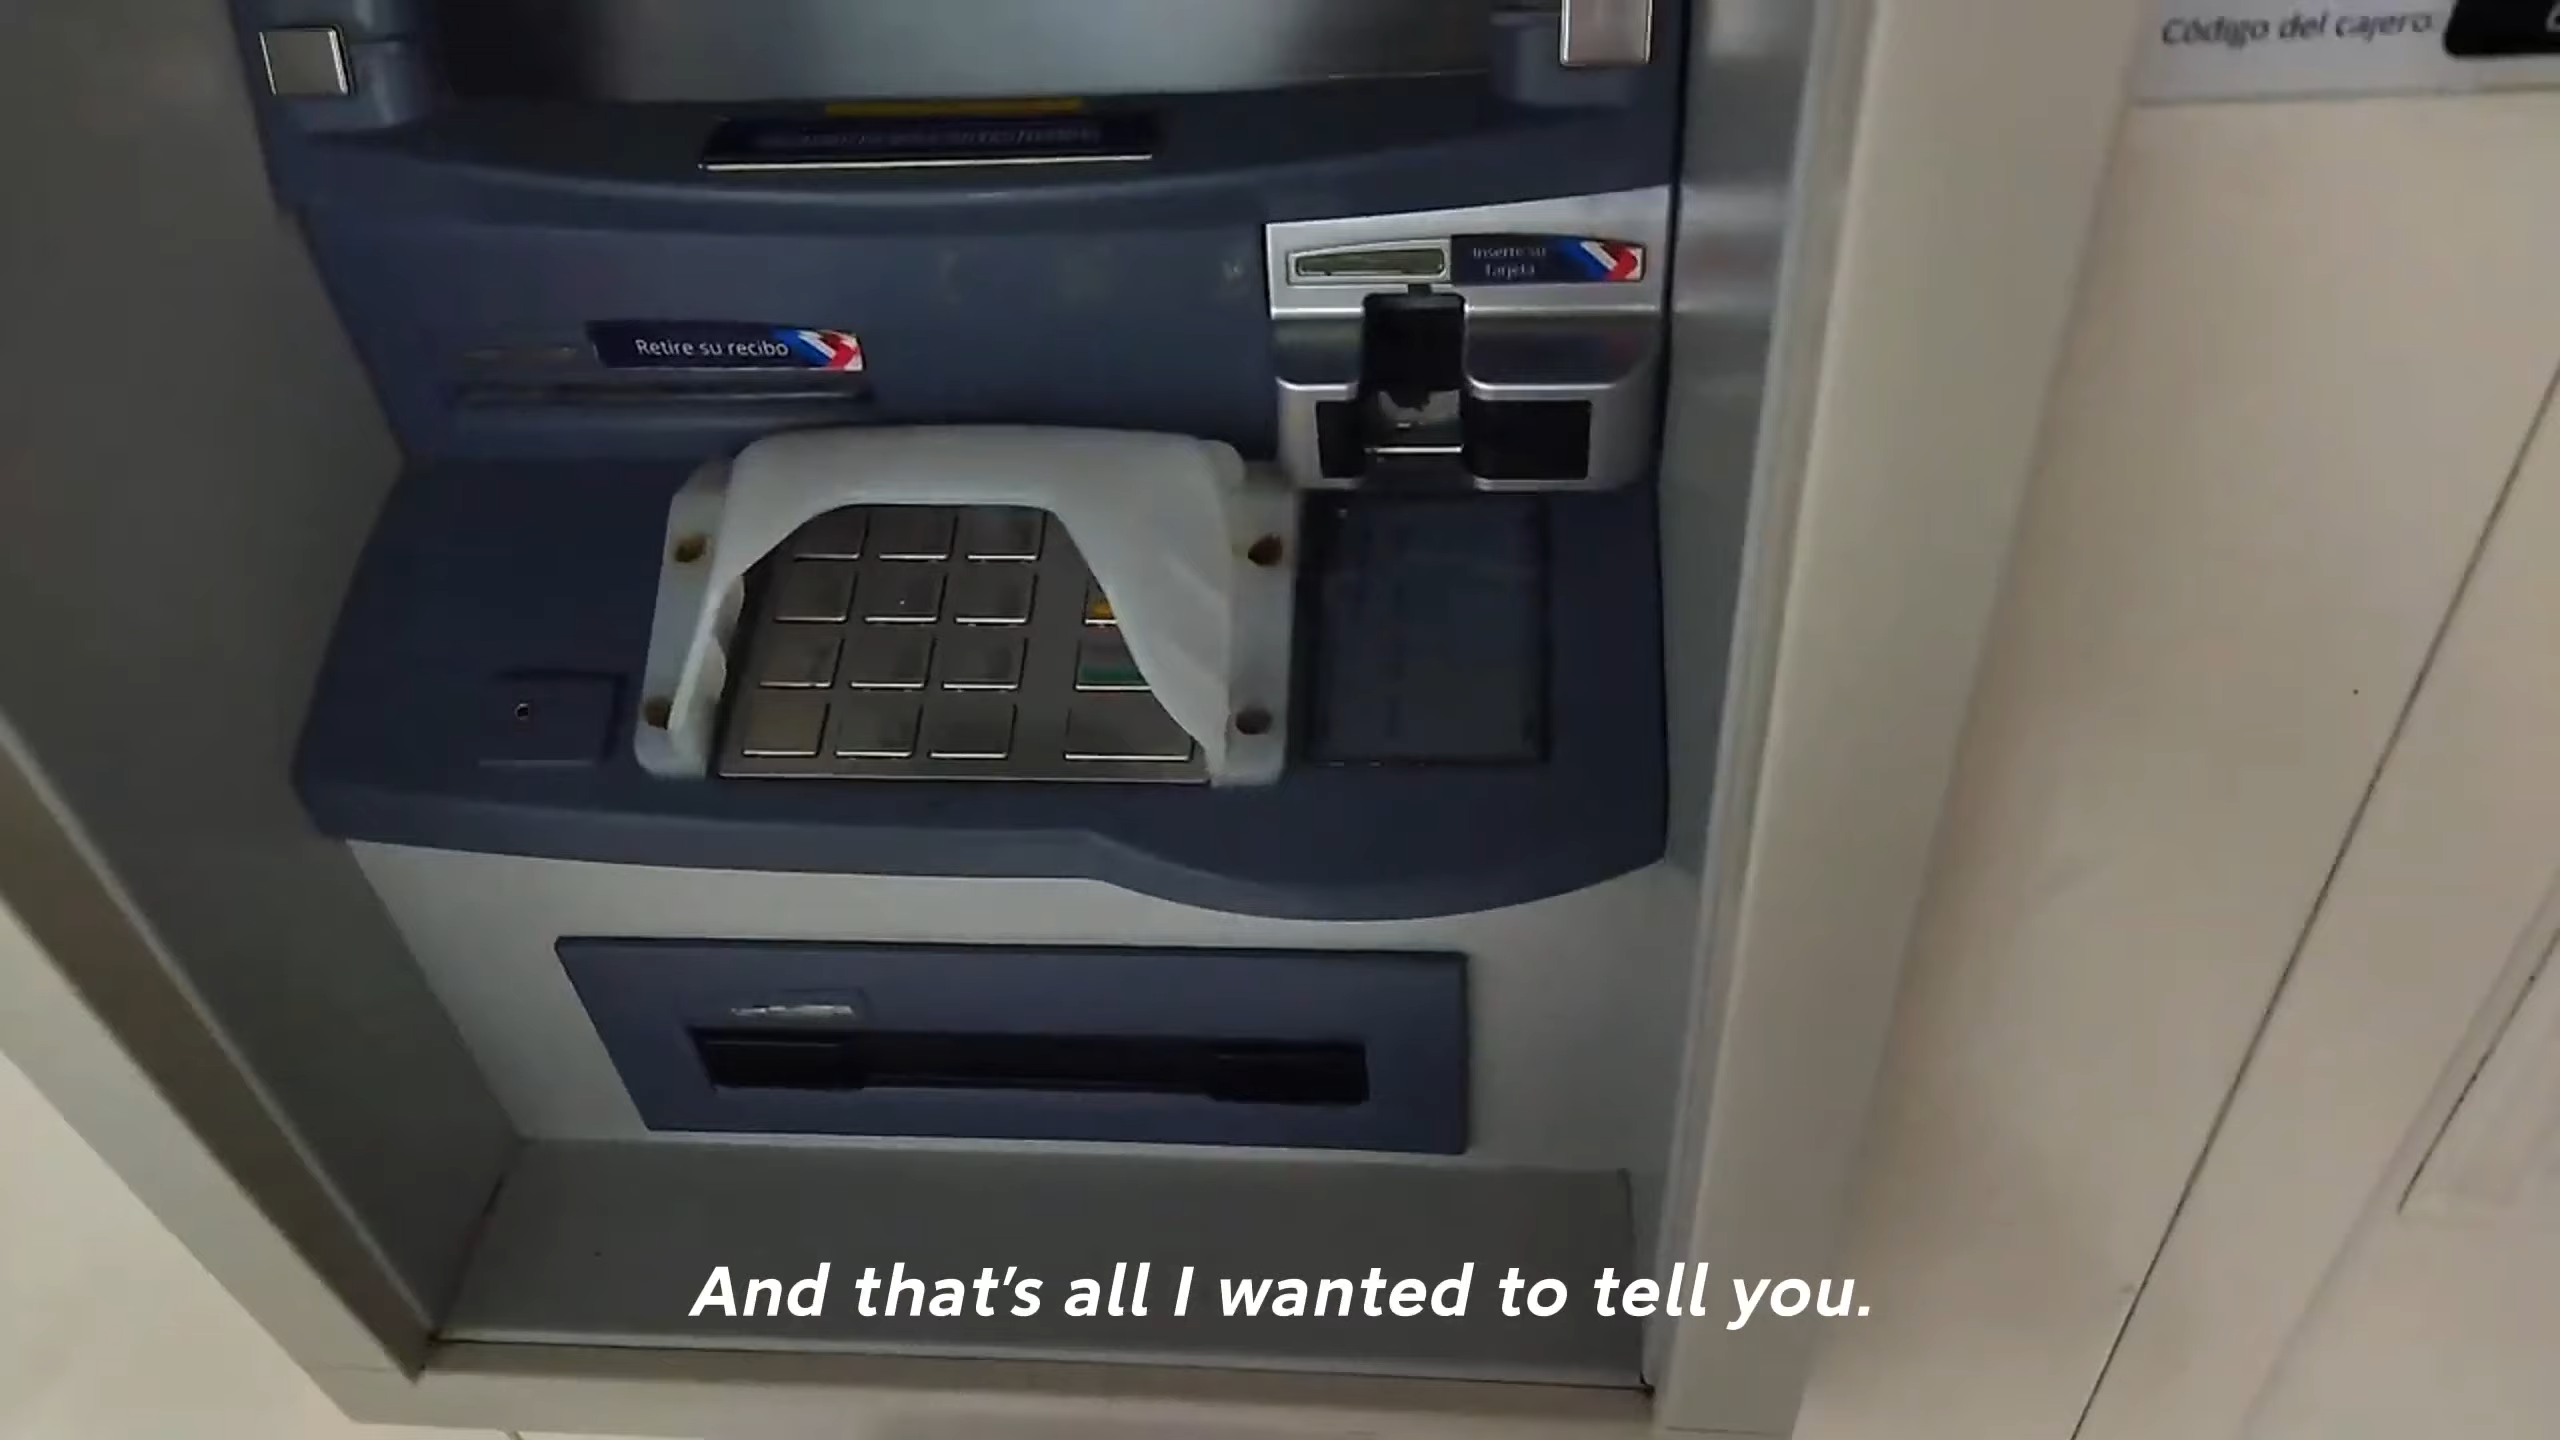 Código del cajero
Inserte su
Tarjeta
Retire su recibo
And that's all I wanted to tell you.